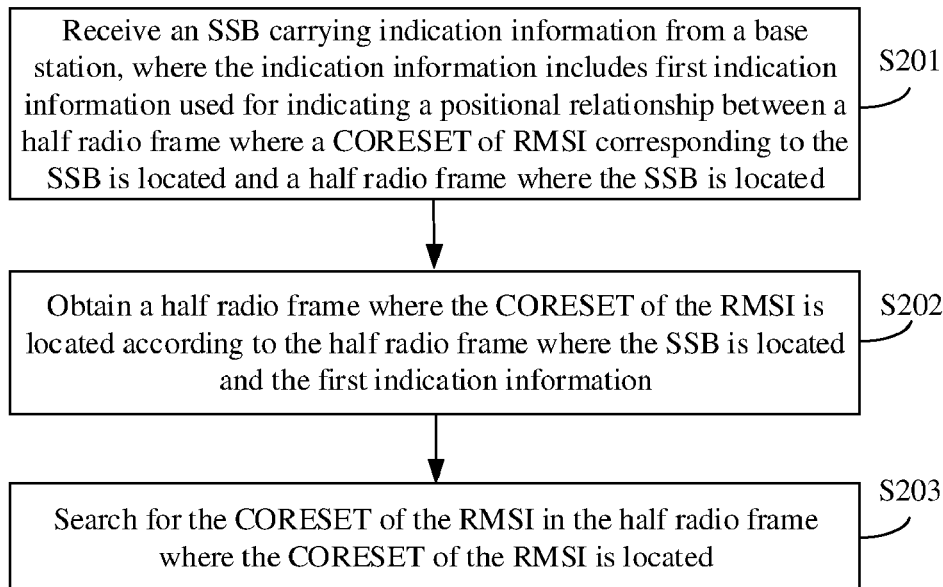 Receive an SSB carrying indication information from a base
station, where the indication information includes first indication
information used for indicating a positional relationship between a
half radio frame where a CORESET of RMSI corresponding to the
SSB is located and a half radio frame where the SSB is located
S201
Obtain a half radio frame where the CORESET of the RMSI is
located according to the half radio frame where the SSB is located
and the first indication information
S202
Search for the CORESET of the RMSI in the half radio frame
where the CORESET of the RMSI is located
S203